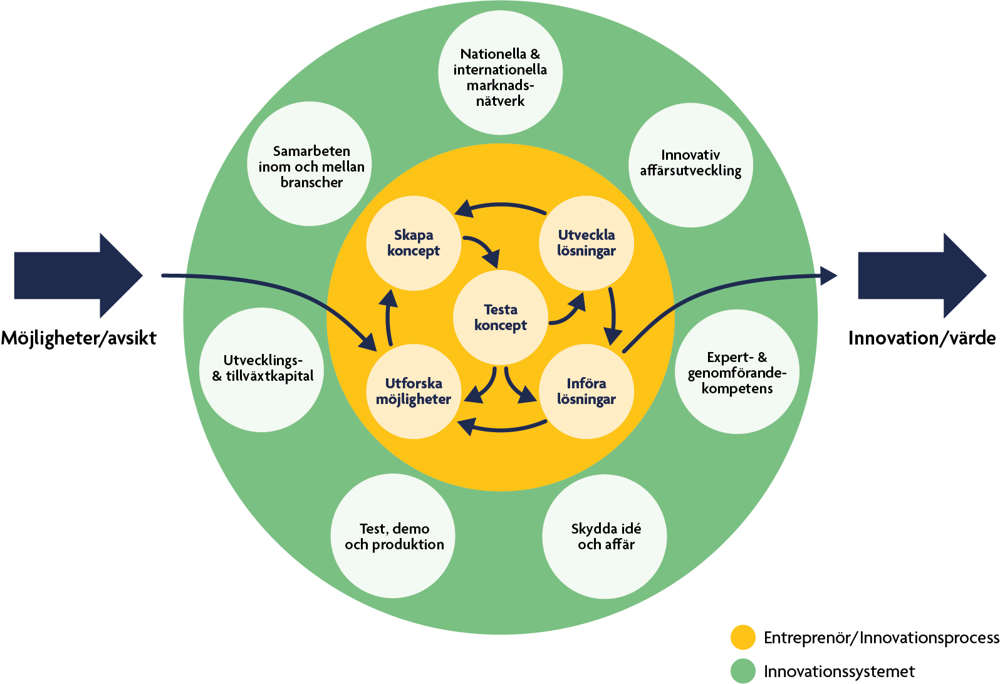 Nationella &
internationella
marknads-
nätverk
Samarbeten
inom och mellan
branscher
Innovativ
affärsutveckling
Skapa
koncept
Utveckla
lösningar
Testa
koncept
Möjligheter/avsikt
Innovation/värde
Utvecklings-
& tillväxtkapital
Expert- &
genomförande-
kompetens
Utforska
möjligheter
Införa
lösningar
Test, demo
och produktion
Skydda idé
och affär
Entreprenör/Innovationsprocess
Innovationssystemet